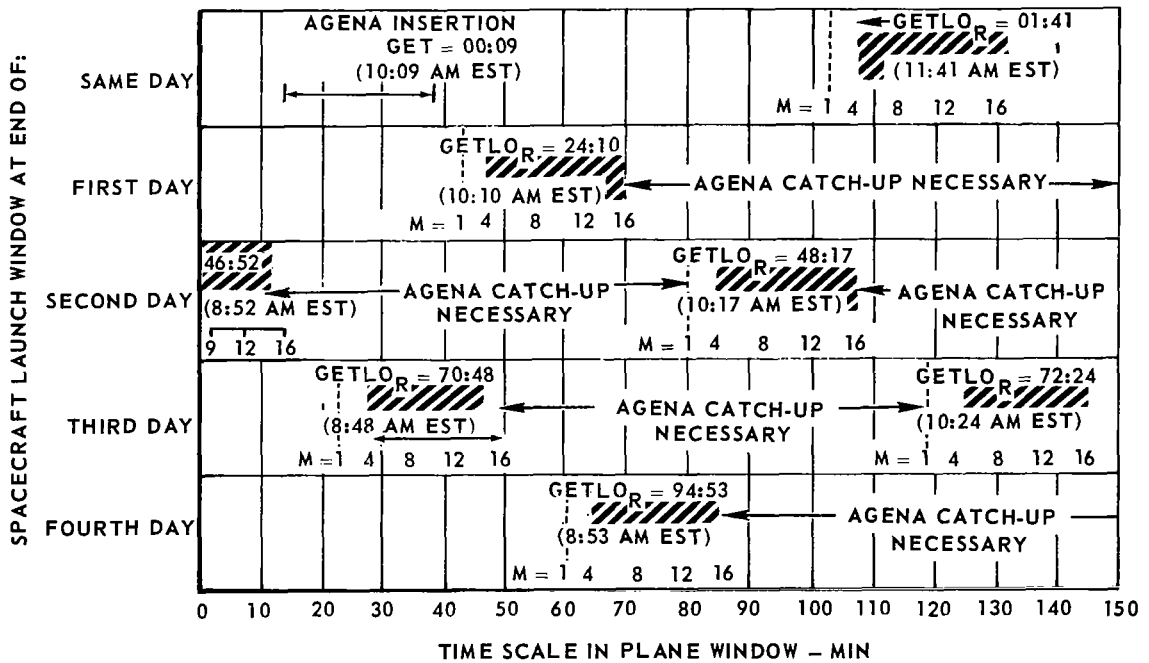 SPACECRAFT LAUNCH WINDOW AT END OF:
SAME DAY
AGENA INSERTION
GET = 00:09
(10:09 AM EST)
GETLO_R = 01:41
(11:41 AM EST)
M = 1 4 8 12 16
FIRST DAY
GETLO_R = 24:10
(10:10 AM EST)
M = 1 4 8 12 16
AGENA CATCH-UP NECESSARY
SECOND DAY
46:52
(8:52 AM EST)
9 12 16
AGENA CATCH-UP
NECESSARY
GETLO_R = 48:17
(10:17 AM EST)
M = 1 4 8 12 16
AGENA CATCH-UP
NECESSARY
THIRD DAY
GETLO_R = 70:48
(8:48 AM EST)
M = 1 4 8 12 16
AGENA CATCH-UP
NECESSARY
GETLO_R = 72:24
(10:24 AM EST)
M = 1 4 8 12 16
FOURTH DAY
GETLO_R = 94:53
(8:53 AM EST)
M = 1 4 8 12 16
AGENA CATCH-UP
NECESSARY
0 10 20 30 40 50 60 70 80 90 100 110 120 130 140 150
TIME SCALE IN PLANE WINDOW – MIN